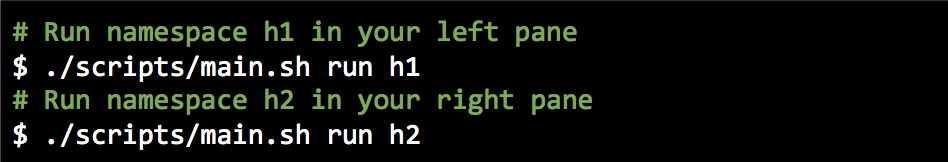 # Run namespace h1 in your left pane
$ ./scripts/main.sh run h1
# Run namespace h2 in your right pane
$ ./scripts/main.sh run h2